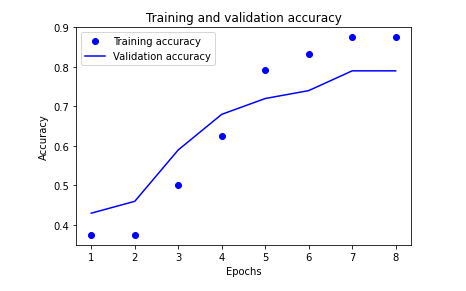 Training and validation accuracy
Training accuracy
Validation accuracy
0.9
0.8
0.7
0.6
0.5
0.4
Accuracy
1 2 3 4 5 6 7 8
Epochs